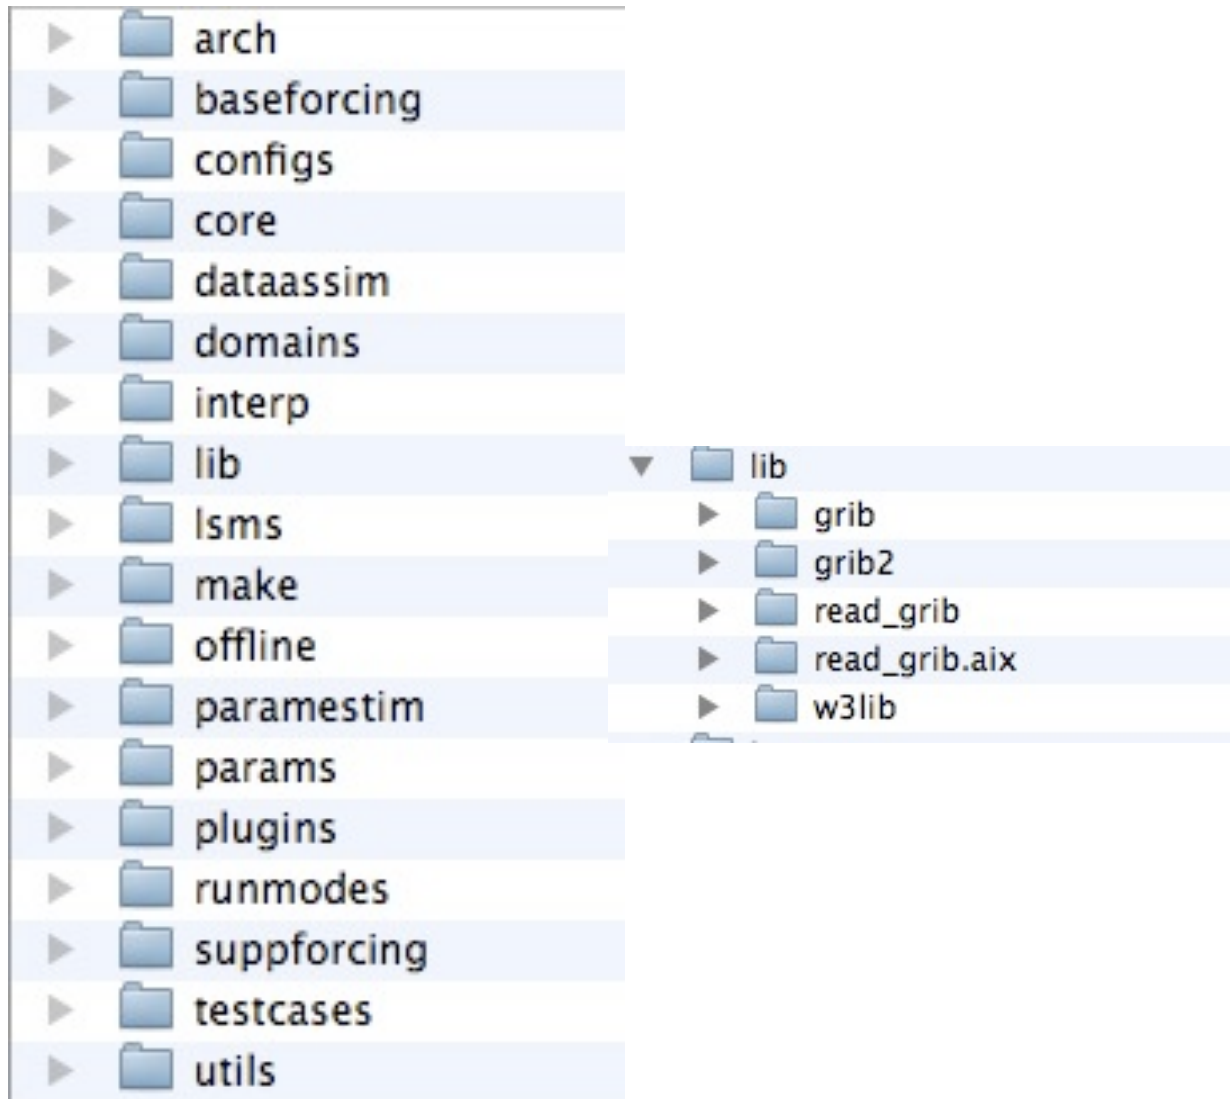 arch
baseforcing
configs
core
dataassim
domains
interp
lib
lsms
make
offline
paramestim
params
plugins
runmodes
suppforcing
testcases
utils
lib
grib
grib2
read_grib
read_grib.aix
w3lib